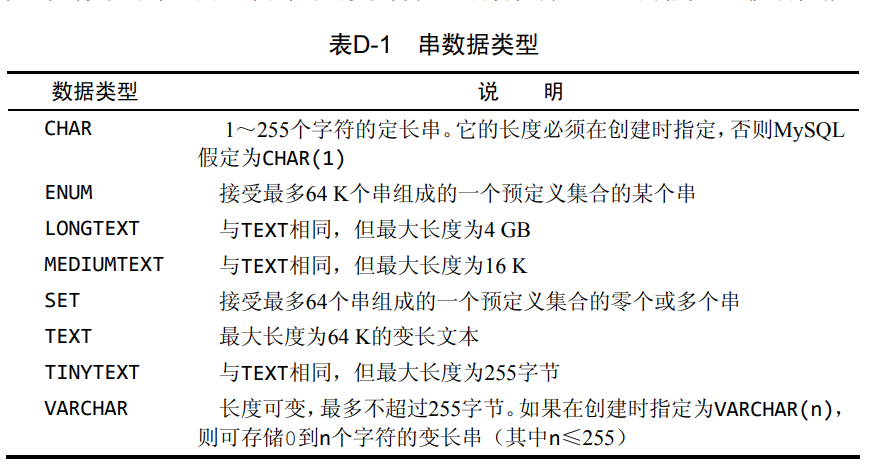 表D-1 串数据类型
数据类型 说 明
CHAR 1～255个字符的定长串。它的长度必须在创建时指定，否则MySQL
假定为CHAR(1)
ENUM 接受最多64 K个串组成的一个预定义集合的某个串
LONGTEXT 与TEXT相同，但最大长度为4 GB
MEDIUMTEXT 与TEXT相同，但最大长度为16 K
SET 接受最多64个串组成的一个预定义集合的零个或多个串
TEXT 最大长度为64 K的变长文本
TINYTEXT 与TEXT相同，但最大长度为255字节
VARCHAR 长度可变，最多不超过255字节。如果在创建时指定为VARCHAR(n)，
则可存储0到n个字符的变长串（其中n≤255）